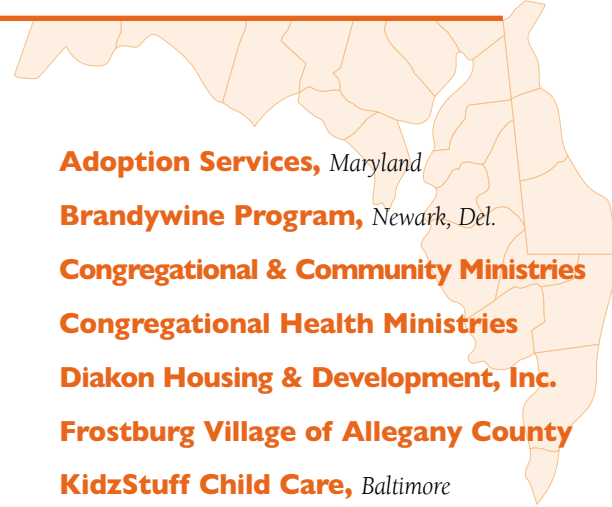 Adoption Services, Maryland
Brandywine Program, Newark, Del.
Congregational & Community Ministries
Congregational Health Ministries
Diakon Housing & Development, Inc.
Frostburg Village of Allegany County
KidzStuff Child Care, Baltimore